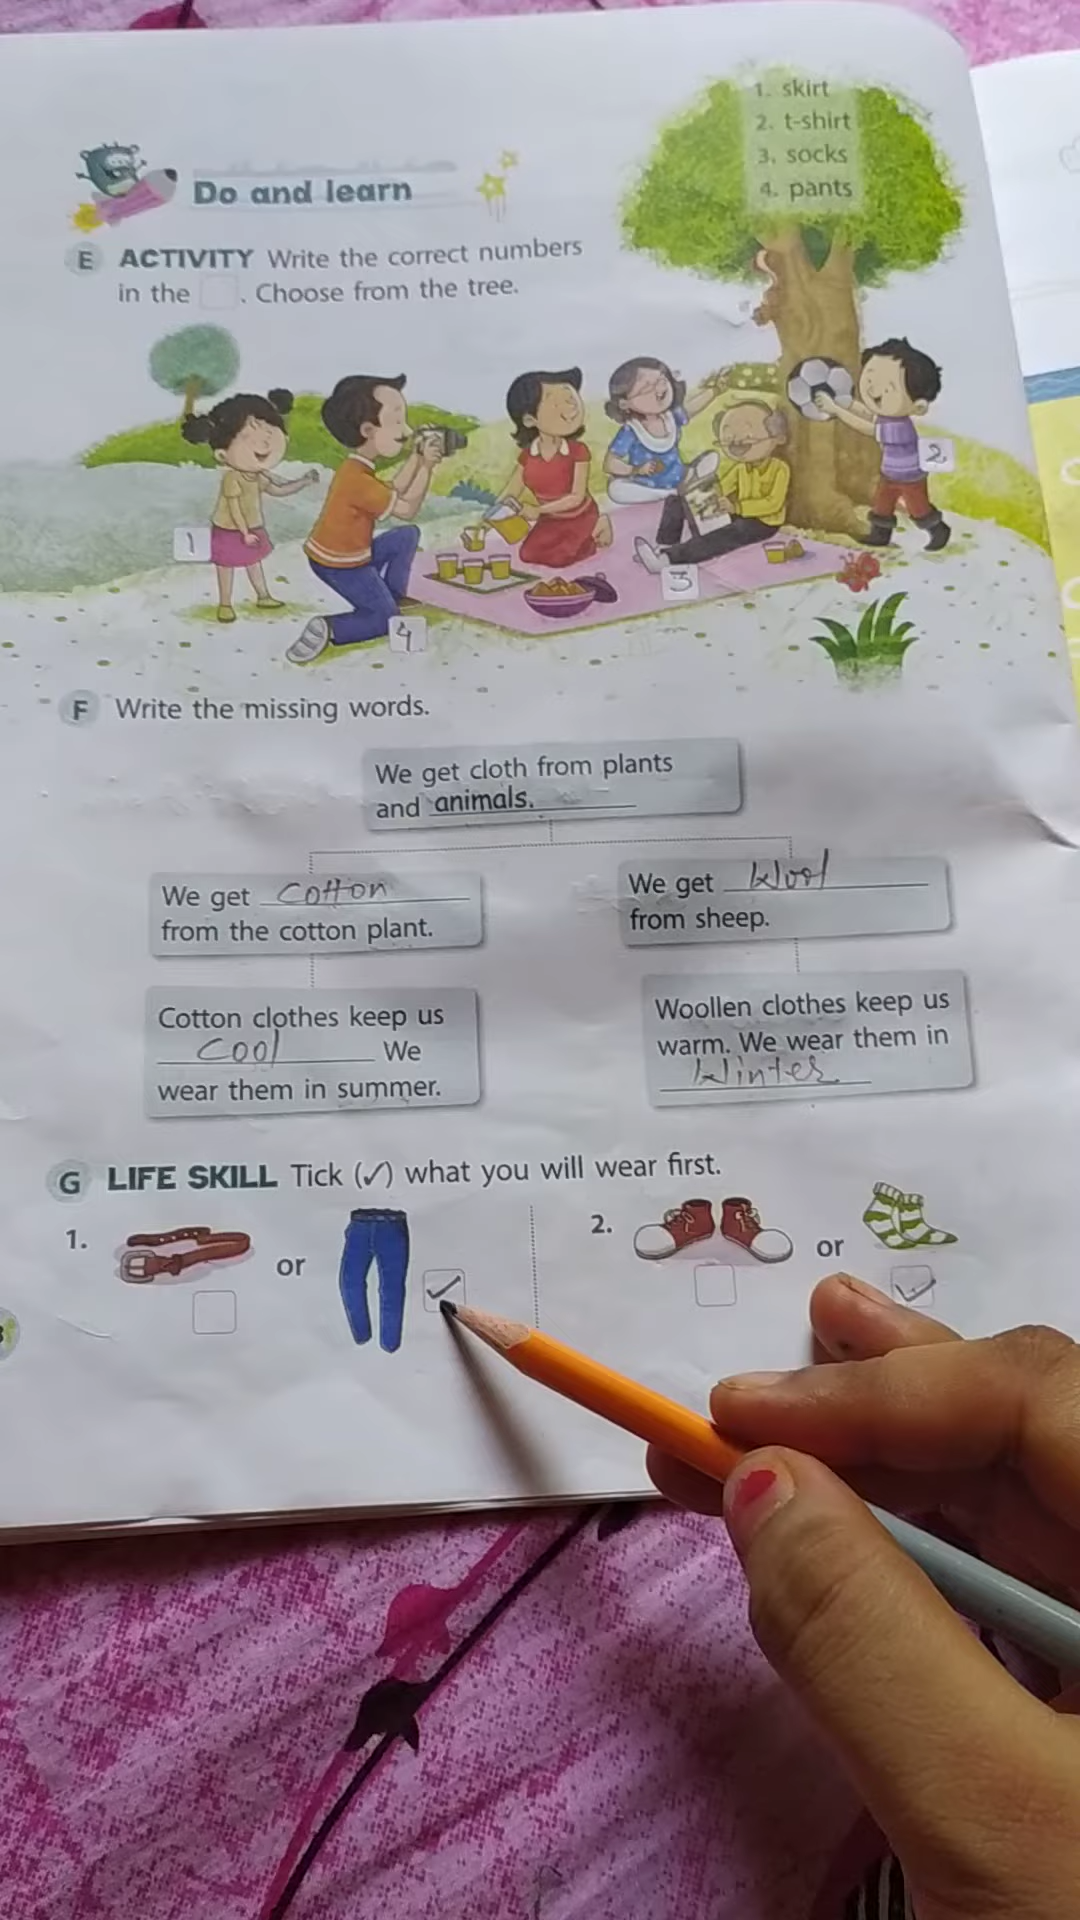 1. skirt
2. t-shirt
3. socks
4. pants
Do and learn
E ACTIVITY Write the correct numbers
in the . Choose from the tree.
1
2
3
4
F Write the missing words.
We get cloth from plants
and animals.
We get cotton
from the cotton plant.
We get Wool
from sheep.
Cotton clothes keep us
Cool We
wear them in summer.
Woollen clothes keep us
warm. We wear them in
Winter
G LIFE SKILL Tick (✓) what you will wear first.
1.
or
✓
2.
or
✓